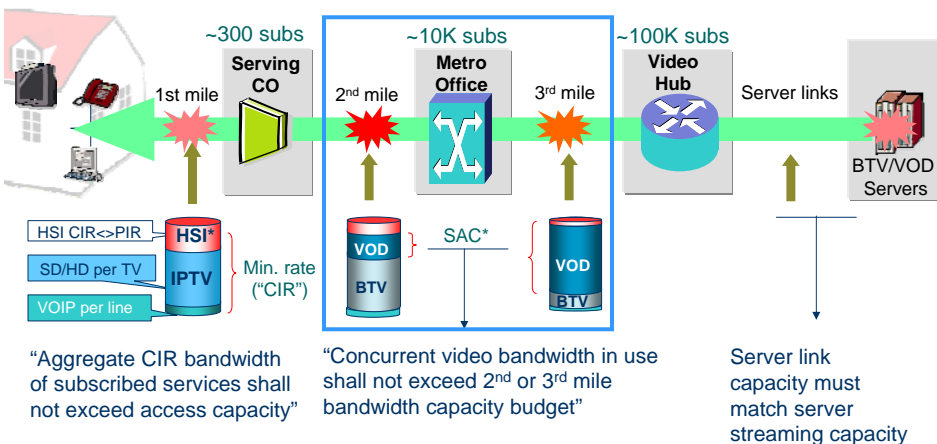 ~300 subs
~10K subs
~100K subs
Serving
CO
Metro
Office
Video
Hub
1st mile
2nd mile
3rd mile
Server links
BTV/VOD
Servers
HSI CIR<>PIR
SD/HD per TV
VOIP per line
HSI*
IPTV
Min. rate
(“CIR”)
VOD
BTV
SAC*
VOD
BTV
“Aggregate CIR bandwidth
of subscribed services shall
not exceed access capacity”
“Concurrent video bandwidth in use
shall not exceed 2nd or 3rd mile
bandwidth capacity budget”
Server link
capacity must
match server
streaming capacity